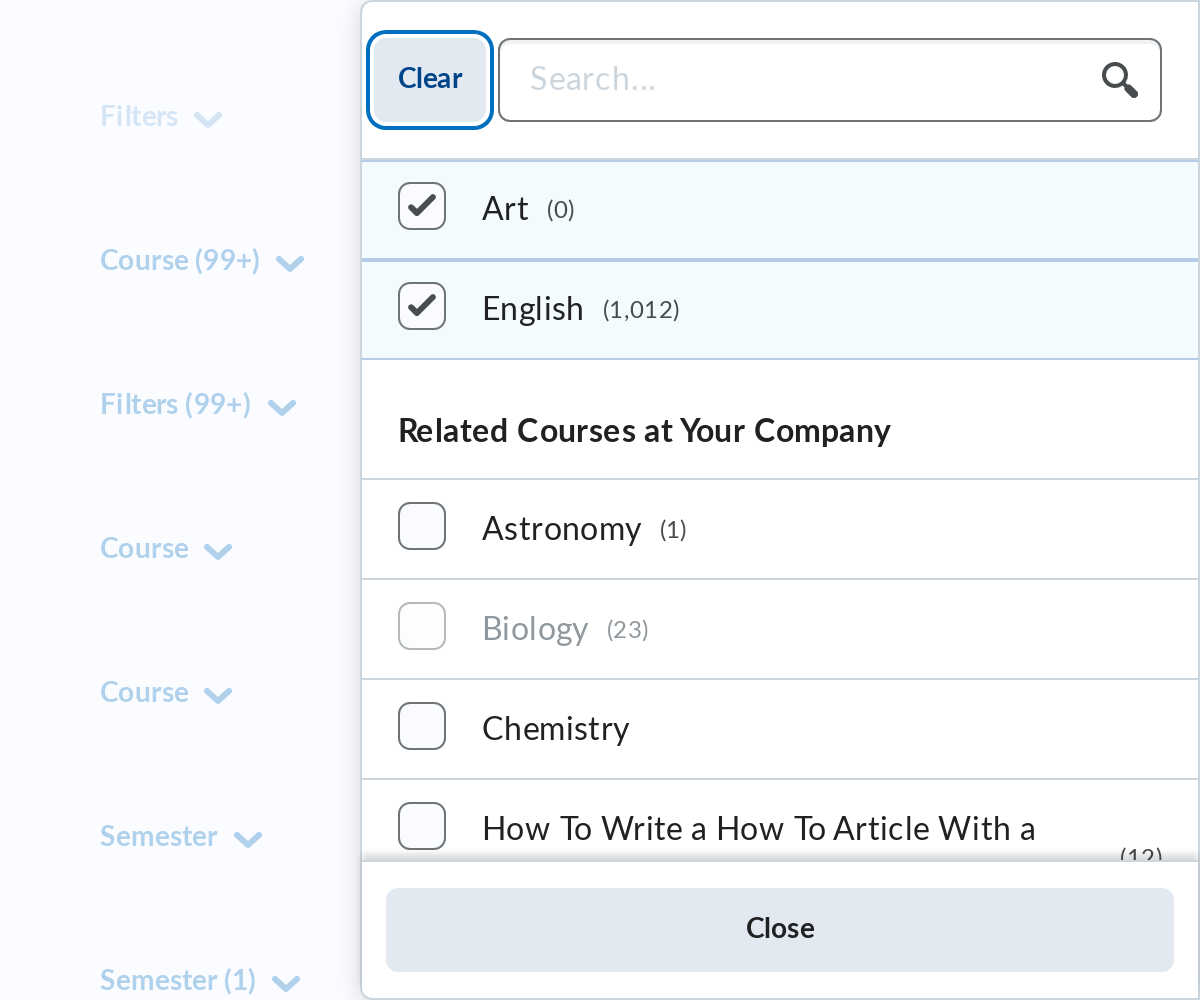 Filters
Course (99+)
Filters (99+)
Course
Course
Semester
Semester (1)
Clear
Search...
Art (0)
English (1,012)
Related Courses at Your Company
Astronomy (1)
Biology (23)
Chemistry
How To Write a How To Article With a
(12)
Close